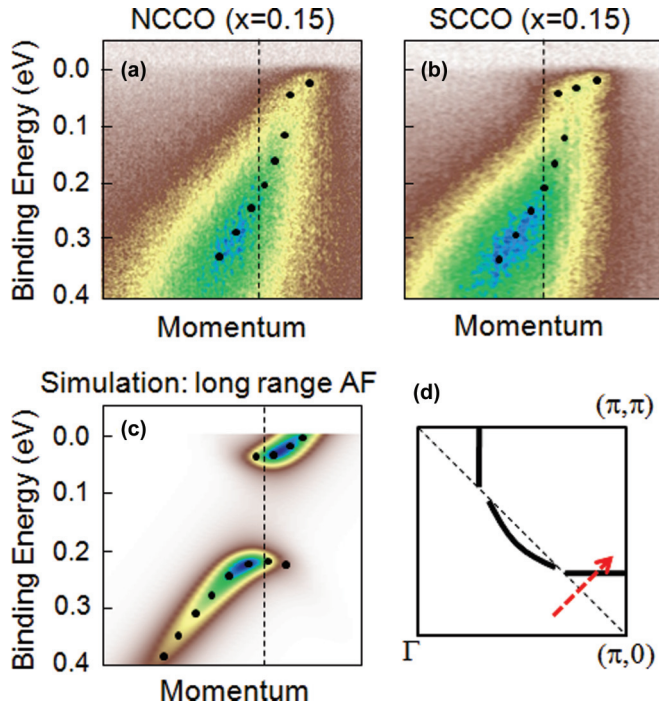 NCCO (x=0.15)
SCCO (x=0.15)
Binding Energy (eV)
0.0
0.1
0.2
0.3
0.4
(a)
Momentum
(b)
Momentum
Simulation: long range AF
Binding Energy (eV)
0.0
0.1
0.2
0.3
0.4
(c)
Momentum
(d)
(π,π)
Γ
(π,0)